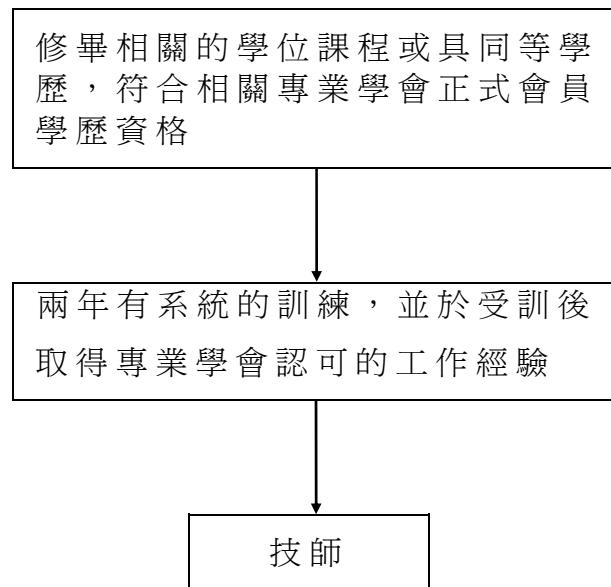 修畢相關的學位課程或具同等學
歷，符合相關專業學會正式會員
學歷資格
兩年有系統的訓練，並於受訓後
取得專業學會認可的工作經驗
技師